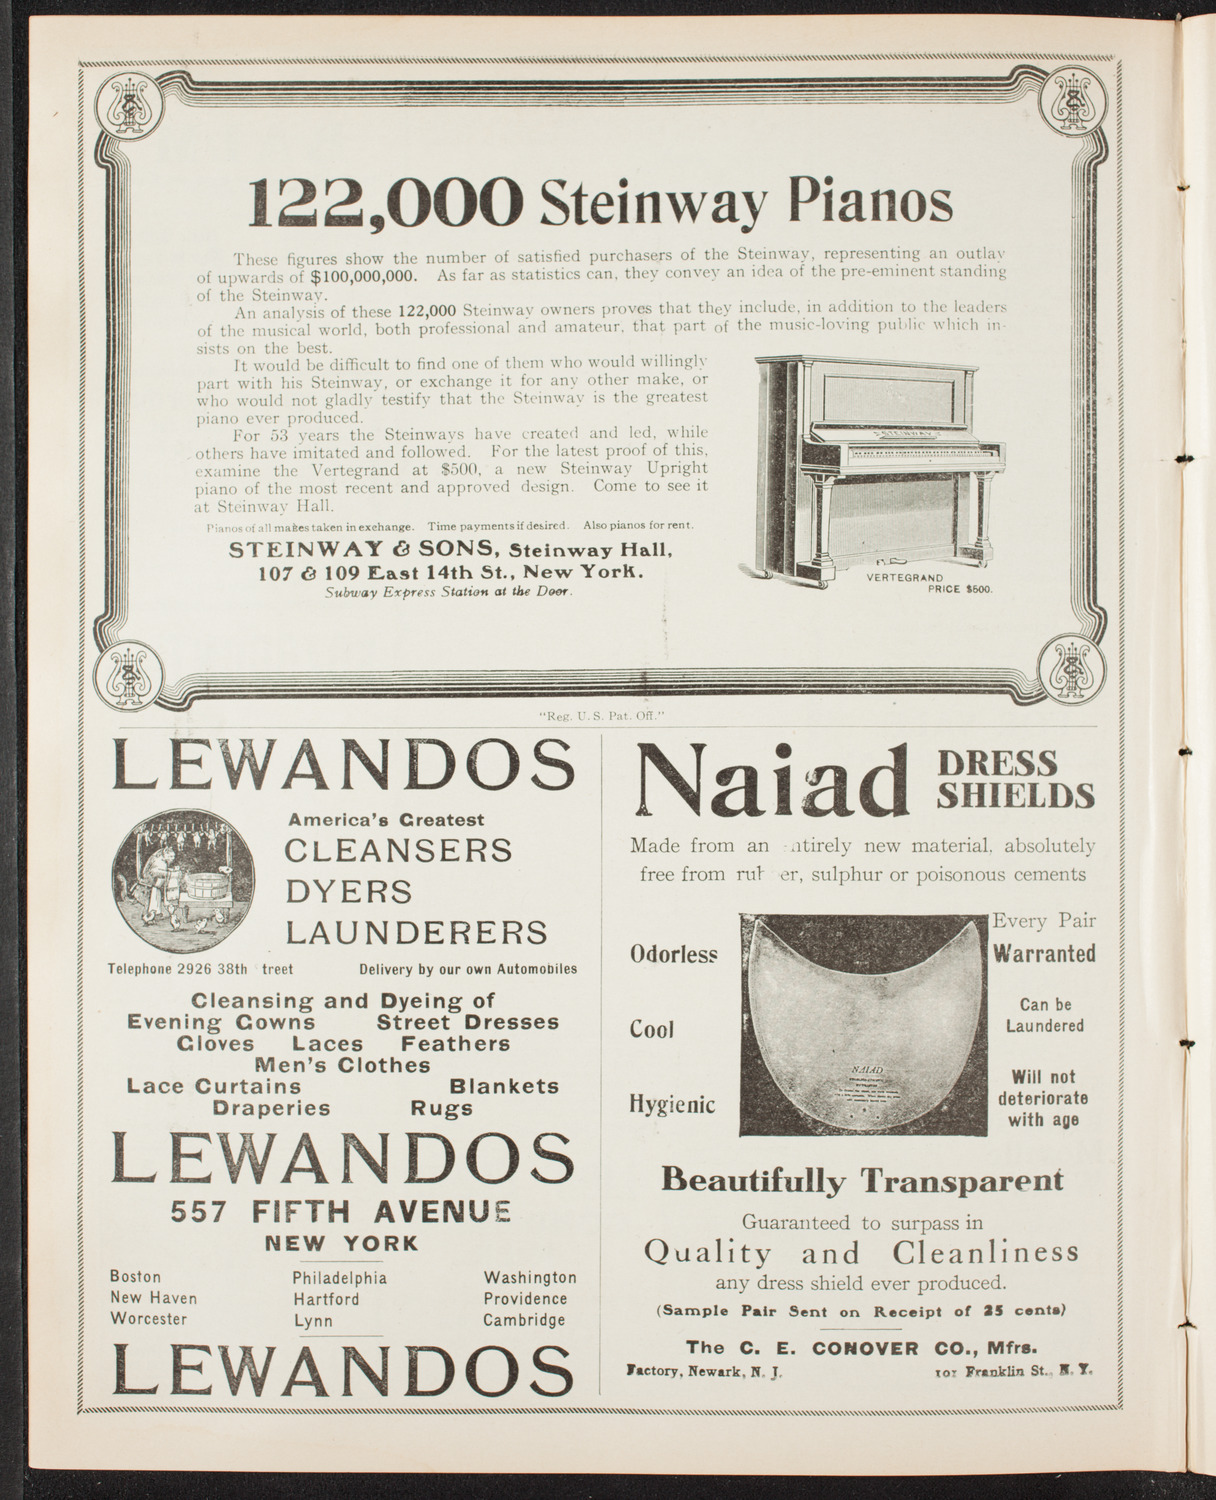 122,000 Steinway Pianos
These figures show the number of satisfied purchasers of the Steinway, representing an outlay
of upwards of $100,000,000. As far as statistics can, they convey an idea of the pre-eminent standing
of the Steinway.
An analysis of these 122,000 Steinway owners proves that they include, in addition to the leaders
of the musical world, both professional and amateur, that part of the music-loving public which in-
sists on the best.
It would be difficult to find one of them who would willingly
part with his Steinway, or exchange it for any other make, or
who would not gladly testify that the Steinway is the greatest
piano ever produced.
For 53 years the Steinways have created and led, while
others have imitated and followed. For the latest proof of this,
examine the Vertegrand at $500, a new Steinway Upright
piano of the most recent and approved design. Come to see it
at Steinway Hall.
Pianos of all makes taken in exchange. Time payments if desired. Also pianos for rent.
STEINWAY & SONS, Steinway Hall,
107 & 109 East 14th St., New York.
Subway Express Station at the Door.
STEINWAY
VERTEGRAND
PRICE $500.
"Reg. U. S. Pat. Off."
LEWANDOS
America's Greatest
CLEANSERS
DYERS
LAUNDERERS
Telephone 2926 38th treet Delivery by our own Automobiles
Cleansing and Dyeing of
Evening Gowns Street Dresses
Gloves Laces Feathers
Men's Clothes
Lace Curtains Blankets
Draperies Rugs
LEWANDOS
557 FIFTH AVENUE
NEW YORK
Boston Philadelphia Washington
New Haven Hartford Providence
Worcester Lynn Cambridge
LEWANDOS
Naiad DRESS
SHIELDS
Made from an ntirely new material, absolutely
free from rub er, sulphur or poisonous cements
Odorless
Cool
Hygienic
NAIAD
Every Pair
Warranted
Can be
Laundered
Will not
deteriorate
with age
Beautifully Transparent
Guaranteed to surpass in
Quality and Cleanliness
any dress shield ever produced.
(Sample Pair Sent on Receipt of 25 cents)
The C. E. CONOVER CO., Mfrs.
Factory, Newark, N. J. 101 Franklin St., N. Y.